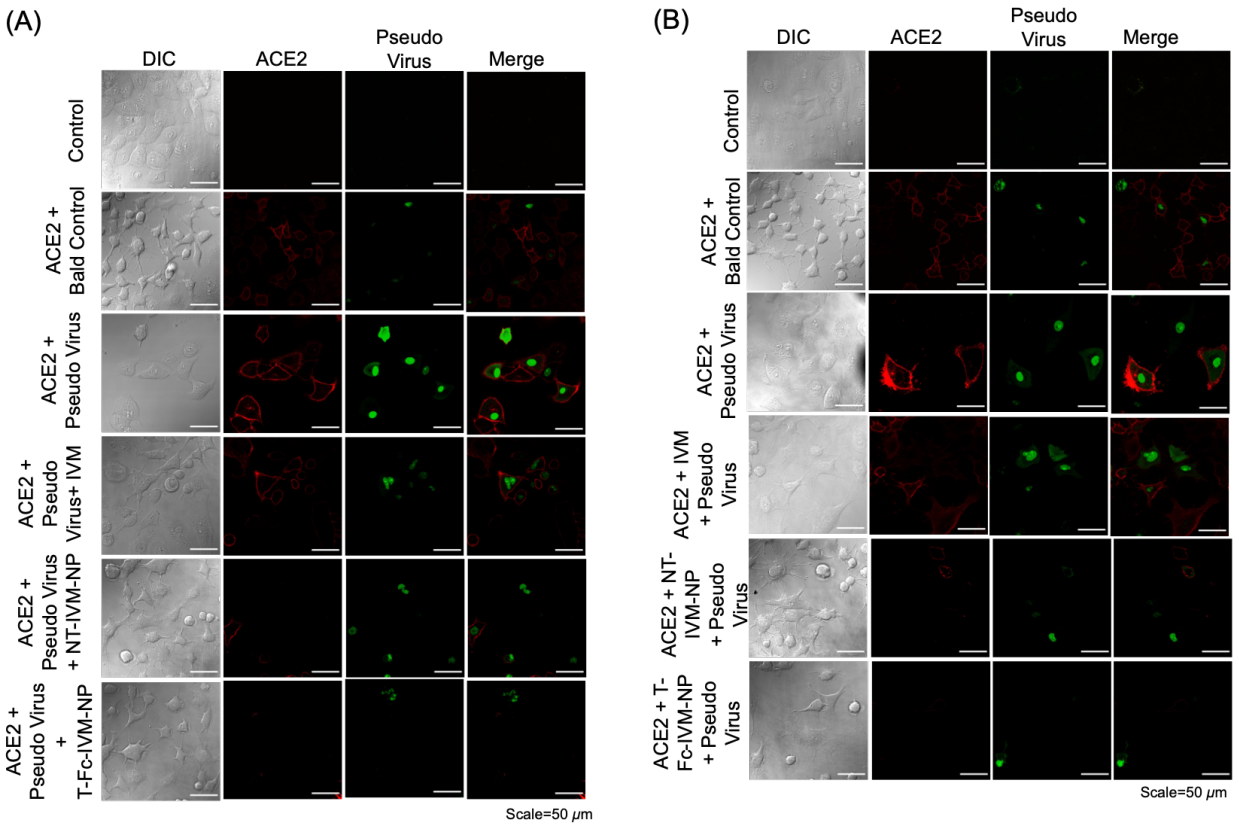 (A)
Pseudo
DIC ACE2 Virus Merge
Control
ACE2 +
Bald Control
ACE2 +
Pseudo Virus
ACE2 +
Pseudo
Virus+ IVM
ACE2 +
Pseudo Virus
+ NT-IVM-NP
ACE2 +
Pseudo Virus
+
T-Fc-IVM-NP
Scale=50 µm
(B)
Pseudo
DIC ACE2 Virus Merge
Control
ACE2 +
Bald Control
ACE2 +
Pseudo Virus
ACE2 + IVM
+ Pseudo
Virus
ACE2 + NT-
IVM-NP
+ Pseudo
Virus
ACE2 + T-
Fc-IVM-NP
+ Pseudo
Virus
Scale=50 µm